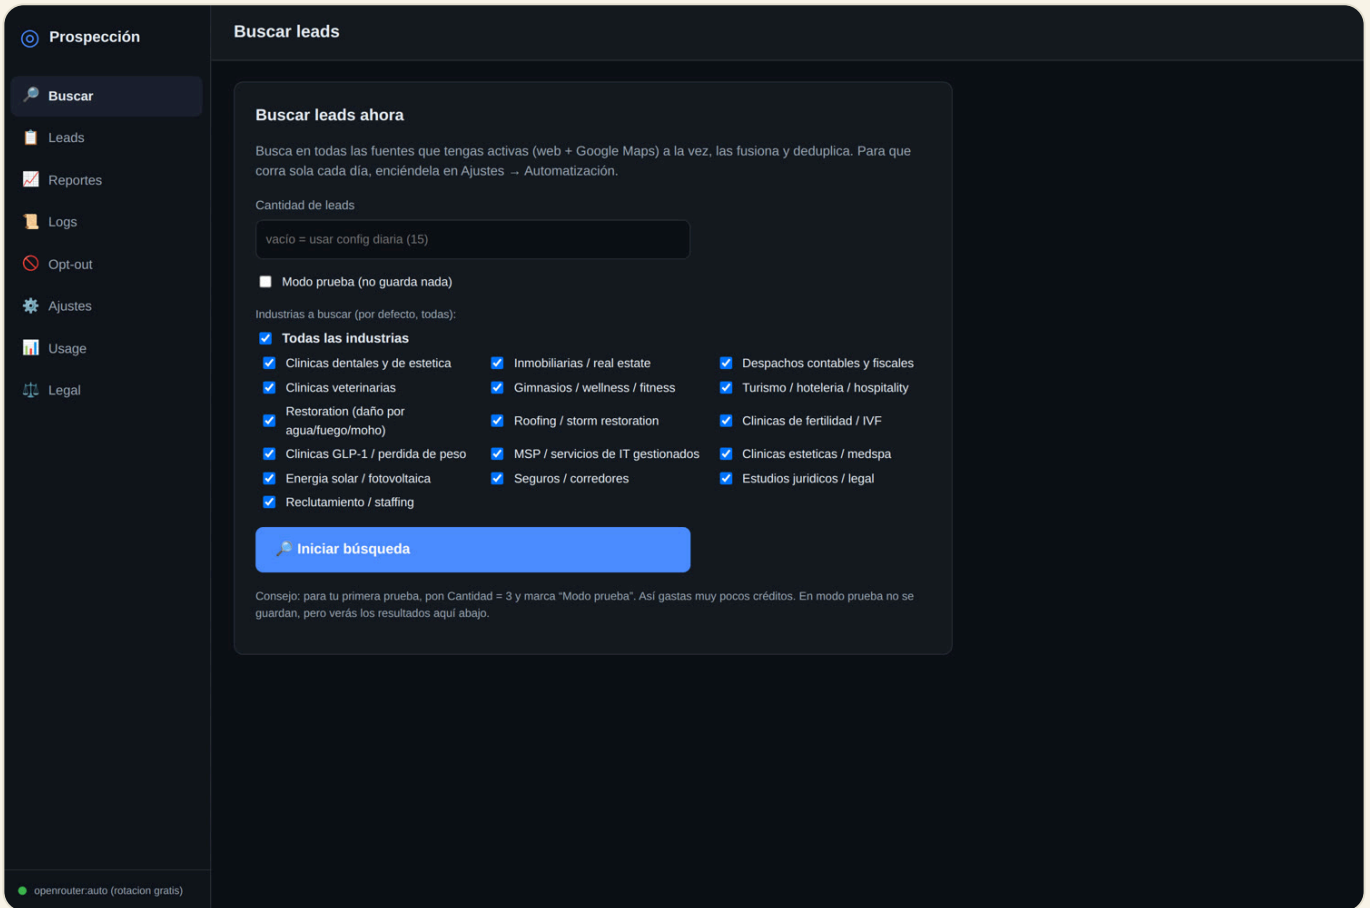 Prospección
Buscar
Leads
Reportes
Logs
Opt-out
Ajustes
Usage
Legal
openrouter:auto (rotacion gratis)
Buscar leads
Buscar leads ahora
Busca en todas las fuentes que tengas activas (web + Google Maps) a la vez, las fusiona y deduplica. Para que
corra sola cada día, enciéndela en Ajustes → Automatización.
Cantidad de leads
vacío = usar config diaria (15)
Modo prueba (no guarda nada)
Industrias a buscar (por defecto, todas):
Todas las industrias
Clinicas dentales y de estetica
Inmobiliarias / real estate
Despachos contables y fiscales
Clinicas veterinarias
Gimnasios / wellness / fitness
Turismo / hoteleria / hospitality
Restoration (daño por
agua/fuego/moho)
Roofing / storm restoration
Clinicas de fertilidad / IVF
Clinicas GLP-1 / perdida de peso
MSP / servicios de IT gestionados
Clinicas esteticas / medspa
Energia solar / fotovoltaica
Seguros / corredores
Estudios juridicos / legal
Reclutamiento / staffing
Iniciar búsqueda
Consejo: para tu primera prueba, pon Cantidad = 3 y marca “Modo prueba”. Así gastas muy pocos créditos. En modo prueba no se
guardan, pero verás los resultados aquí abajo.